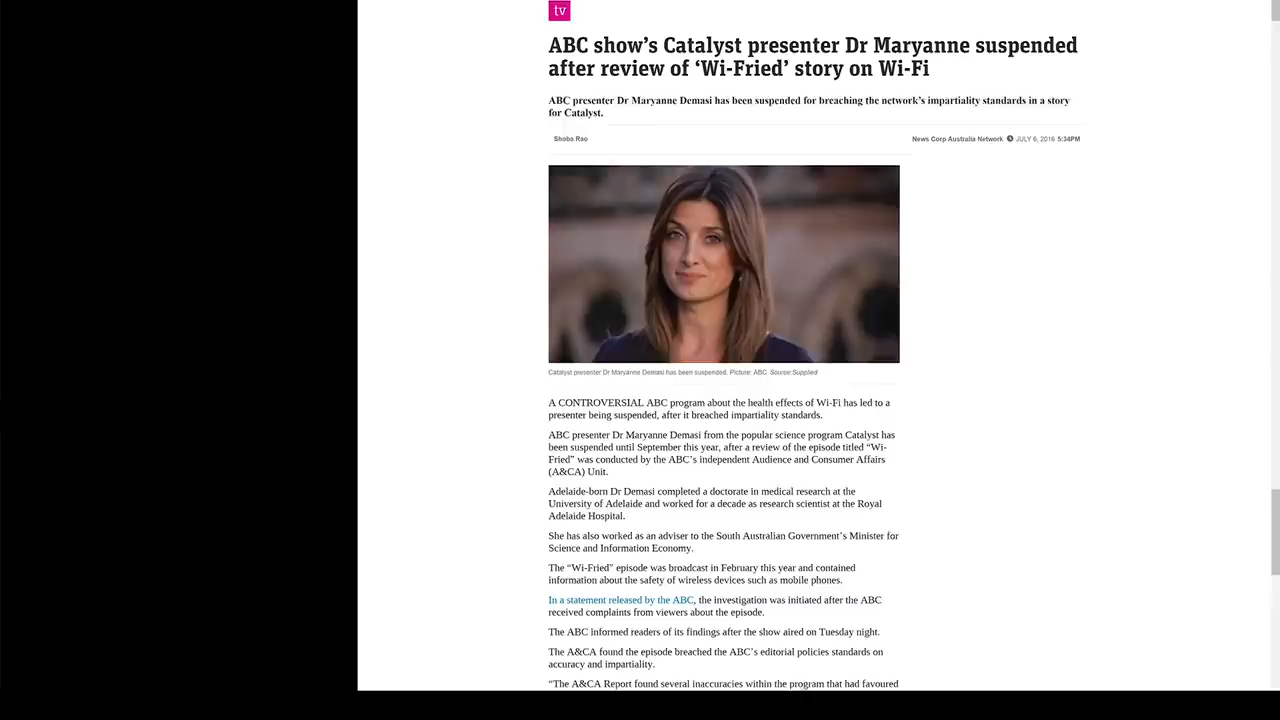 tv
ABC show’s Catalyst presenter Dr Maryanne suspended
after review of ‘Wi-Fried’ story on Wi-Fi
ABC presenter Dr Maryanne Demasi has been suspended for breaching the network’s impartiality standards in a story
for Catalyst.
Shoba Rao
News Corp Australia Network JULY 6, 2016 5:34PM
Catalyst presenter Dr Maryanne Demasi has been suspended. Picture: ABC Source:Supplied
A CONTROVERSIAL ABC program about the health effects of Wi-Fi has led to a
presenter being suspended, after it breached impartiality standards.
ABC presenter Dr Maryanne Demasi from the popular science program Catalyst has
been suspended until September this year, after a review of the episode titled “Wi-
Fried” was conducted by the ABC’s independent Audience and Consumer Affairs
(A&CA) Unit.
Adelaide-born Dr Demasi completed a doctorate in medical research at the
University of Adelaide and worked for a decade as research scientist at the Royal
Adelaide Hospital.
She has also worked as an adviser to the South Australian Government’s Minister for
Science and Information Economy.
The “Wi-Fried” episode was broadcast in February this year and contained
information about the safety of wireless devices such as mobile phones.
In a statement released by the ABC, the investigation was initiated after the ABC
received complaints from viewers about the episode.
The ABC informed readers of its findings after the show aired on Tuesday night.
The A&CA found the episode breached the ABC’s editorial policies standards on
accuracy and impartiality.
“The A&CA Report found several inaccuracies within the program that had favoured